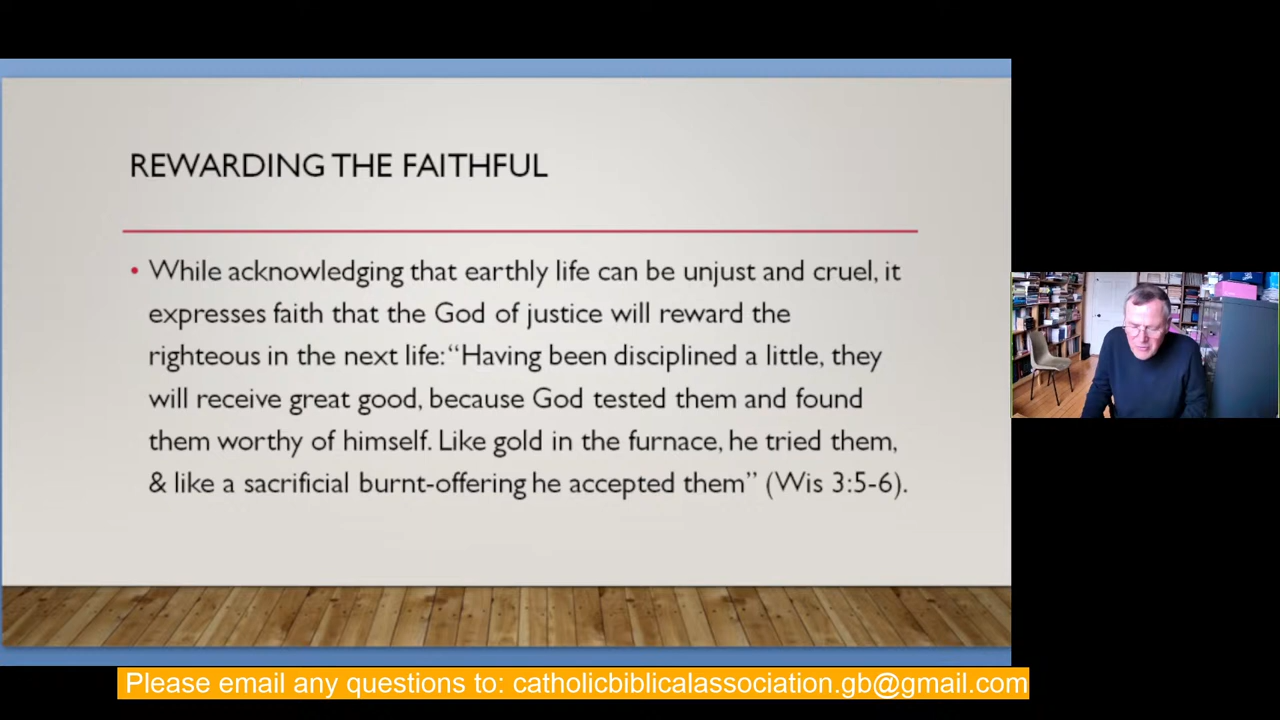 REWARDING THE FAITHFUL
• While acknowledging that earthly life can be unjust and cruel, it
expresses faith that the God of justice will reward the
righteous in the next life: “Having been disciplined a little, they
will receive great good, because God tested them and found
them worthy of himself. Like gold in the furnace, he tried them,
& like a sacrificial burnt-offering he accepted them” (Wis 3:5-6).
Please email any questions to: catholicbiblicalassociation.gb@gmail.com